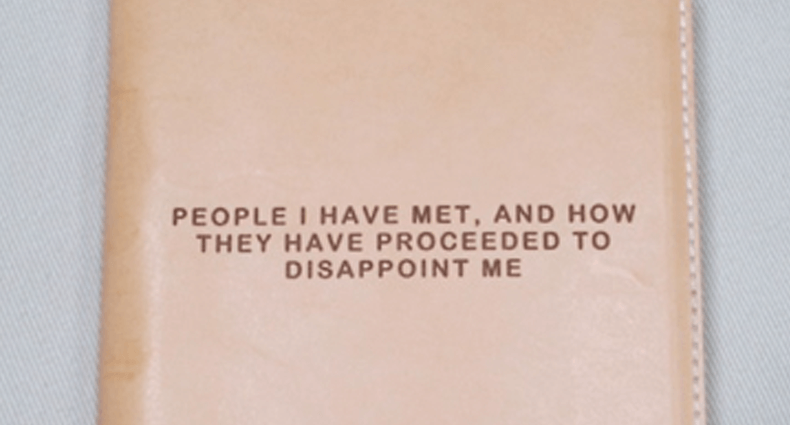 PEOPLE I HAVE MET, AND HOW
THEY HAVE PROCEEDED TO
DISAPPOINT ME